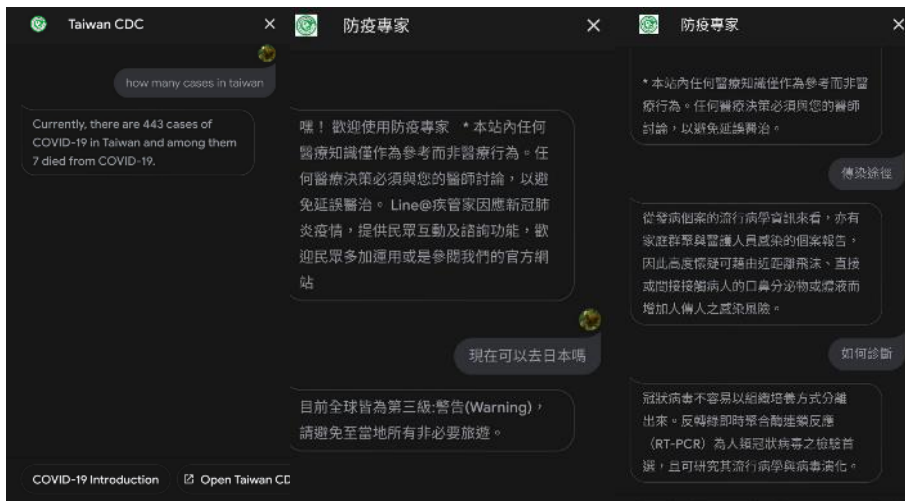 Taiwan CDC
how many cases in taiwan
Currently, there are 443 cases of
COVID-19 in Taiwan and among them
7 died from COVID-19.
COVID-19 Introduction
Open Taiwan CD
防疫專家
嘿！ 歡迎使用防疫專家 *本站內任何
醫療知識僅作為參考而非醫療行為。任
何醫療決策必須與您的醫師討論，以避
免延誤醫治。 Line@疾管家因應新冠肺
炎疫情，提供民眾互動及諮詢功能，歡
迎民眾多加運用或是參閱我們的官方網
站
現在可以去日本嗎
目前全球皆為第三級:警告(Warning)，
請避免至當地所有非必要旅遊。
防疫專家
*本站內任何醫療知識僅作為參考而非醫
療行為。任何醫療決策必須與您的醫師
討論，以避免延誤醫治。
傳染途徑
從發病個案的流行病學資訊來看，亦有
家庭群聚與醫護人員感染的個案報告，
因此高度懷疑可藉由近距離飛沫、直接
或間接接觸病人的口鼻分泌物或體液而
增加人傳人之感染風險。
如何診斷
冠狀病毒不容易以組織培養方式分離
出來。反轉錄即時聚合酶連鎖反應
（RT-PCR）為人類冠狀病毒之檢驗首
選，且可研究其流行病學與病毒演化。